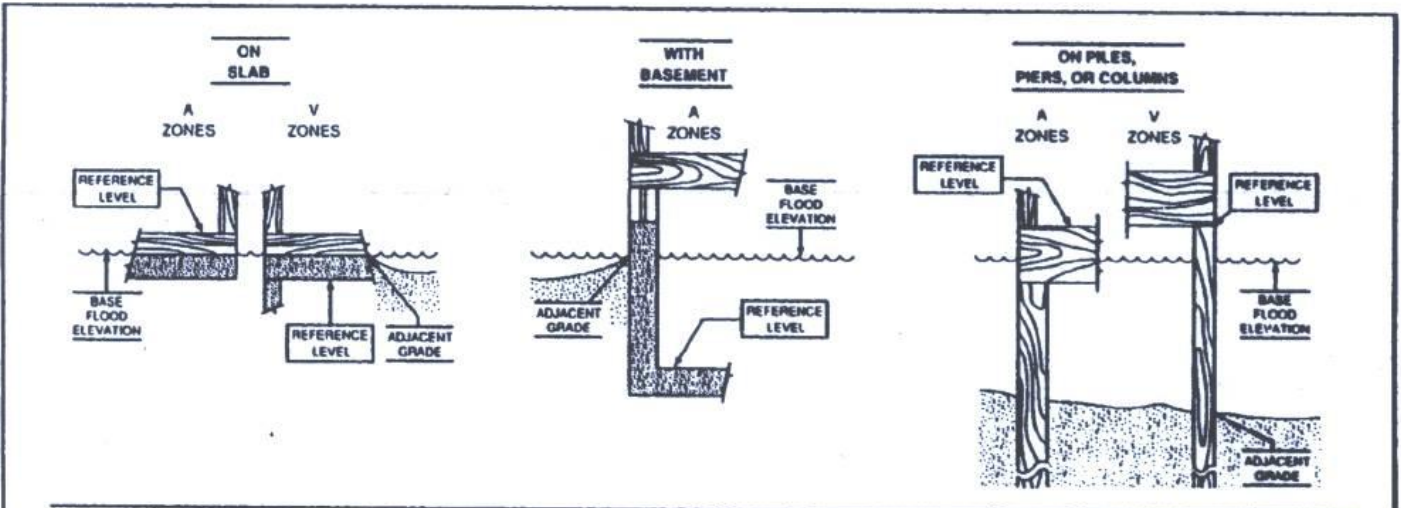 ON
SLAB
A
ZONES
V
ZONES
REFERENCE
LEVEL
BASE
FLOOD
ELEVATION
REFERENCE
LEVEL
ADJACENT
GRADE
WITH
BASEMENT
A
ZONES
BASE
FLOOD
ELEVATION
ADJACENT
GRADE
REFERENCE
LEVEL
ON PILES,
PIERS, OR COLUMNS
A
ZONES
V
ZONES
REFERENCE
LEVEL
REFERENCE
LEVEL
BASE
FLOOD
ELEVATION
ADJACENT
GRADE